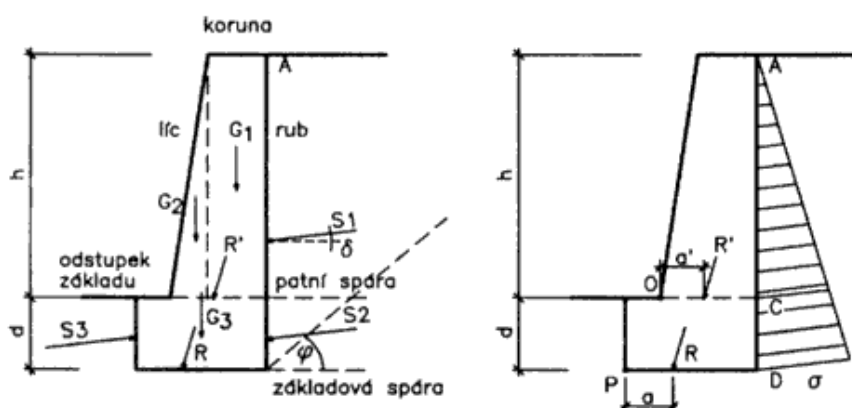 koruna
A
líc
G1
rub
h
G2
S1
δ
R'
odstupek
základu
patní spára
G3
S2
d
S3
R
φ
základová spára
A
h
a'
R'
O
C
d
R
P
D
σ
a